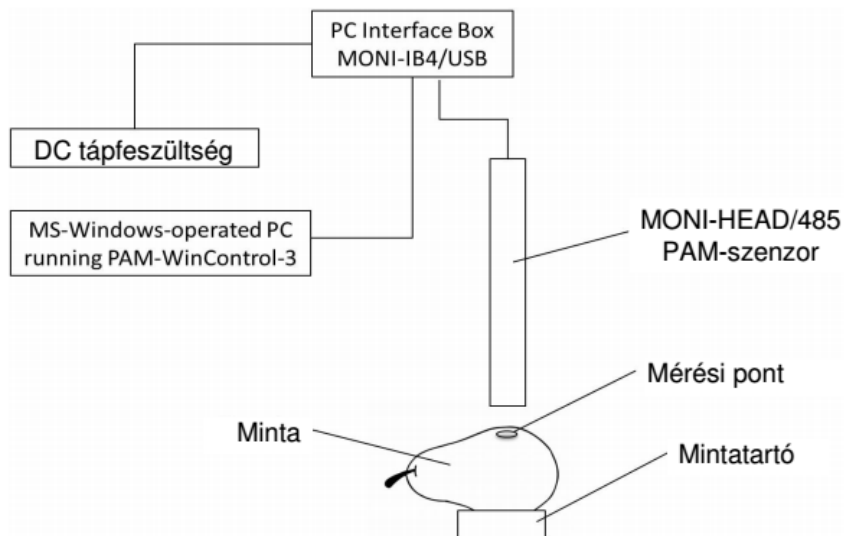 PC Interface Box
MONI-IB4/USB
DC tápfeszültség
MS-Windows-operated PC
running PAM-WinControl-3
MONI-HEAD/485
PAM-szenzor
Mérési pont
Minta
Mintatartó